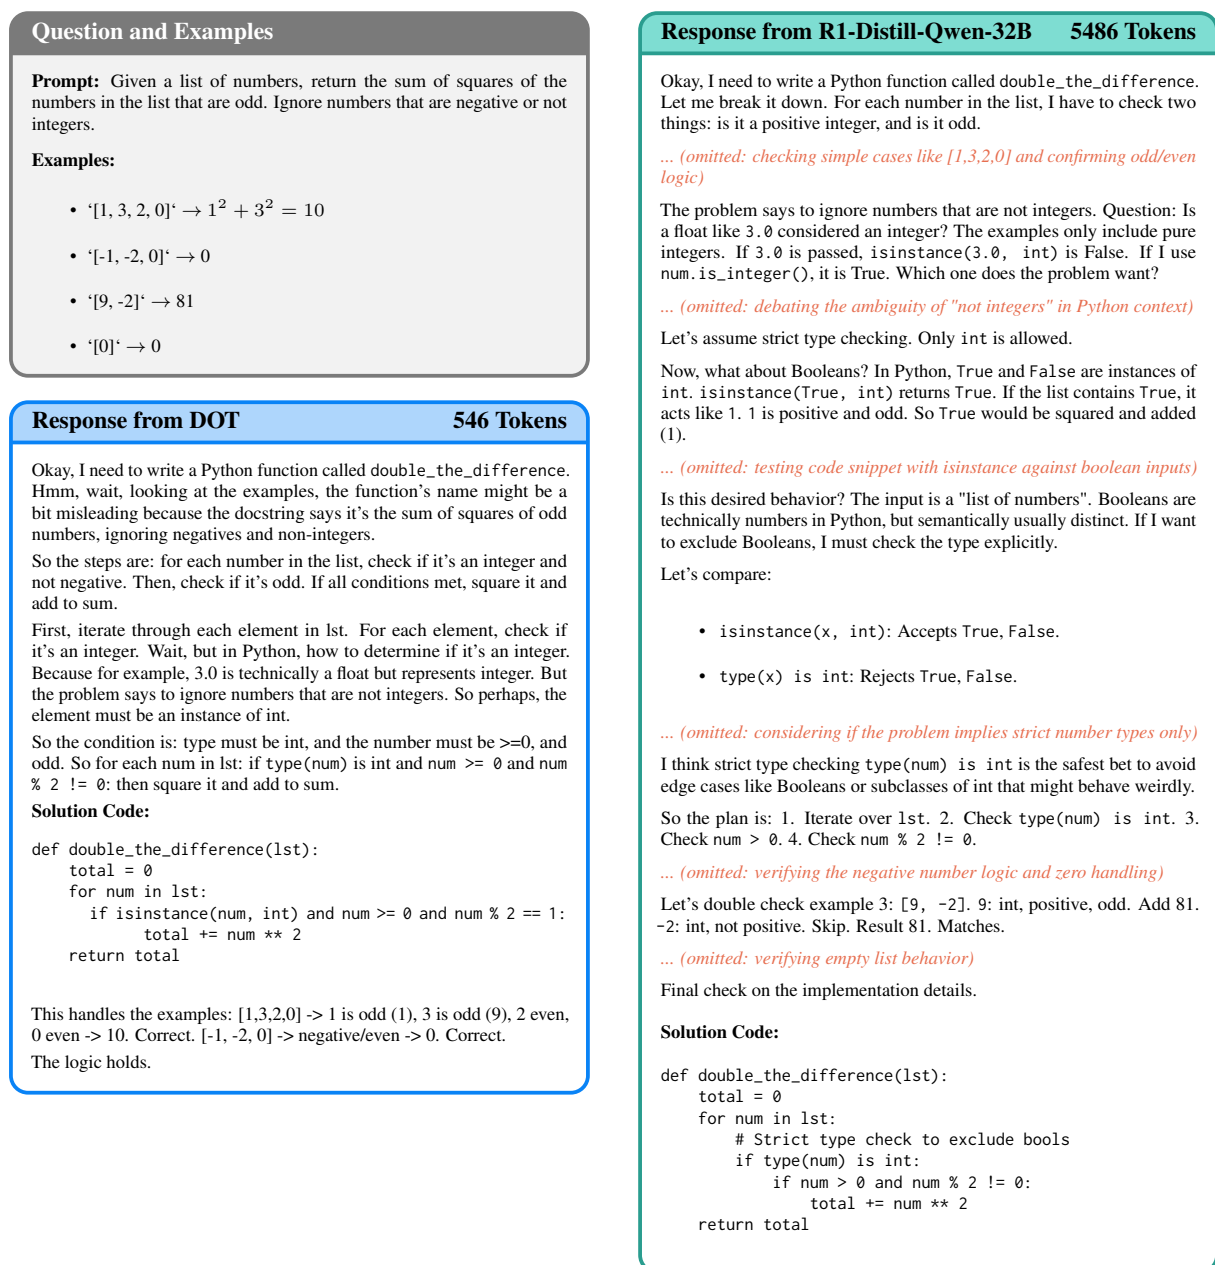 Question and Examples
Prompt: Given a list of numbers, return the sum of squares of the
numbers in the list that are odd. Ignore numbers that are negative or not
integers.
Examples:
• ‘[1, 3, 2, 0]‘ → 1² + 3² = 10
• ‘[-1, -2, 0]‘ → 0
• ‘[9, -2]‘ → 81
• ‘[0]‘ → 0
Response from DOT 546 Tokens
Okay, I need to write a Python function called double_the_difference.
Hmm, wait, looking at the examples, the function's name might be a
bit misleading because the docstring says it's the sum of squares of odd
numbers, ignoring negatives and non-integers.
So the steps are: for each number in the list, check if it's an integer and
not negative. Then, check if it's odd. If all conditions met, square it and
add to sum.
First, iterate through each element in lst. For each element, check if
it's an integer. Wait, but in Python, how to determine if it's an integer.
Because for example, 3.0 is technically a float but represents integer. But
the problem says to ignore numbers that are not integers. So perhaps, the
element must be an instance of int.
So the condition is: type must be int, and the number must be >=0, and
odd. So for each num in lst: if type(num) is int and num >= 0 and num
% 2 != 0: then square it and add to sum.
Solution Code:
def double_the_difference(lst):
    total = 0
    for num in lst:
      if isinstance(num, int) and num >= 0 and num % 2 == 1:
            total += num ** 2
    return total
This handles the examples: [1,3,2,0] -> 1 is odd (1), 3 is odd (9), 2 even,
0 even -> 10. Correct. [-1, -2, 0] -> negative/even -> 0. Correct.
The logic holds.
Response from R1-Distill-Qwen-32B 5486 Tokens
Okay, I need to write a Python function called double_the_difference.
Let me break it down. For each number in the list, I have to check two
things: is it a positive integer, and is it odd.
... (omitted: checking simple cases like [1,3,2,0] and confirming odd/even
logic)
The problem says to ignore numbers that are not integers. Question: Is
a float like 3.0 considered an integer? The examples only include pure
integers. If 3.0 is passed, isinstance(3.0, int) is False. If I use
num.is_integer(), it is True. Which one does the problem want?
... (omitted: debating the ambiguity of "not integers" in Python context)
Let's assume strict type checking. Only int is allowed.
Now, what about Booleans? In Python, True and False are instances of
int. isinstance(True, int) returns True. If the list contains True, it
acts like 1. 1 is positive and odd. So True would be squared and added
(1).
... (omitted: testing code snippet with isinstance against boolean inputs)
Is this desired behavior? The input is a "list of numbers". Booleans are
technically numbers in Python, but semantically usually distinct. If I want
to exclude Booleans, I must check the type explicitly.
Let's compare:
• isinstance(x, int): Accepts True, False.
• type(x) is int: Rejects True, False.
... (omitted: considering if the problem implies strict number types only)
I think strict type checking type(num) is int is the safest bet to avoid
edge cases like Booleans or subclasses of int that might behave weirdly.
So the plan is: 1. Iterate over lst. 2. Check type(num) is int. 3.
Check num > 0. 4. Check num % 2 != 0.
... (omitted: verifying the negative number logic and zero handling)
Let's double check example 3: [9, -2]. 9: int, positive, odd. Add 81.
-2: int, not positive. Skip. Result 81. Matches.
... (omitted: verifying empty list behavior)
Final check on the implementation details.
Solution Code:
def double_the_difference(lst):
    total = 0
    for num in lst:
        # Strict type check to exclude bools
        if type(num) is int:
            if num > 0 and num % 2 != 0:
                total += num ** 2
    return total